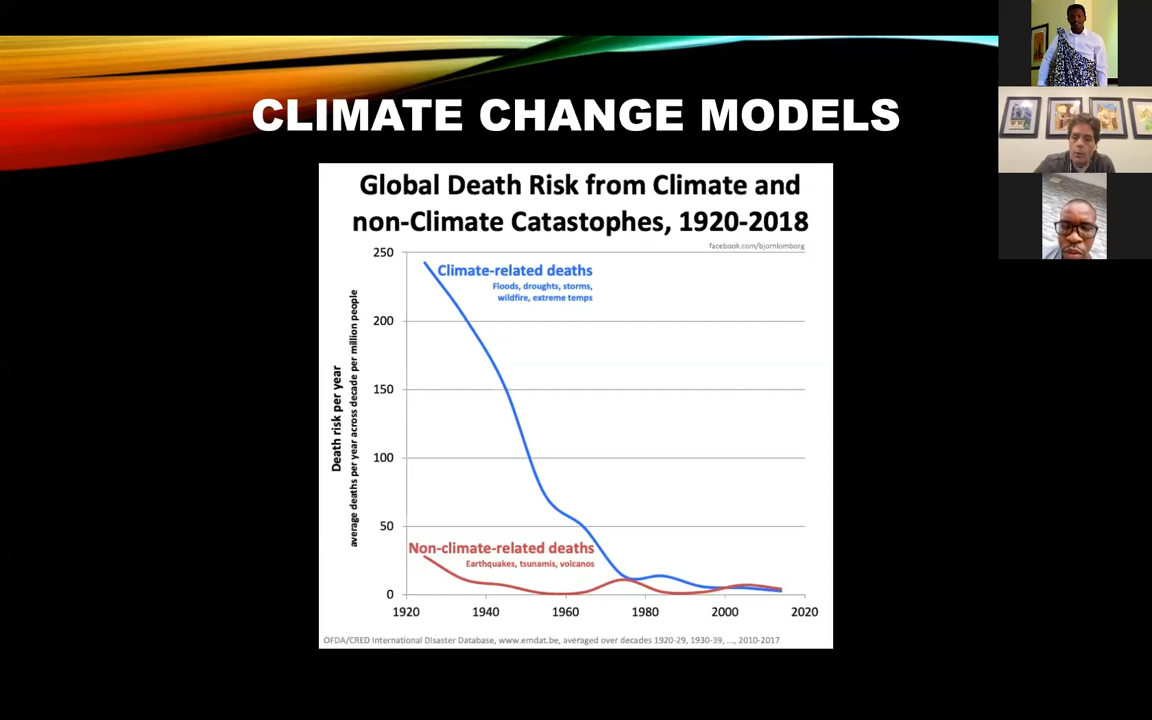 CLIMATE CHANGE MODELS
Global Death Risk from Climate and
non-Climate Catastophes, 1920-2018
facebook.com/bjornlomborg
250
Climate-related deaths
Floods, droughts, storms,
wildfire, extreme temps
200
150
100
50
0
Death risk per year
average deaths per year across decade per million people
Non-climate-related deaths
Earthquakes, tsunamis, volcanos
1920 1940 1960 1980 2000 2020
OFDA/CRED International Disaster Database, www.emdat.be, averaged over decades 1920-29, 1930-39, ..., 2010-2017